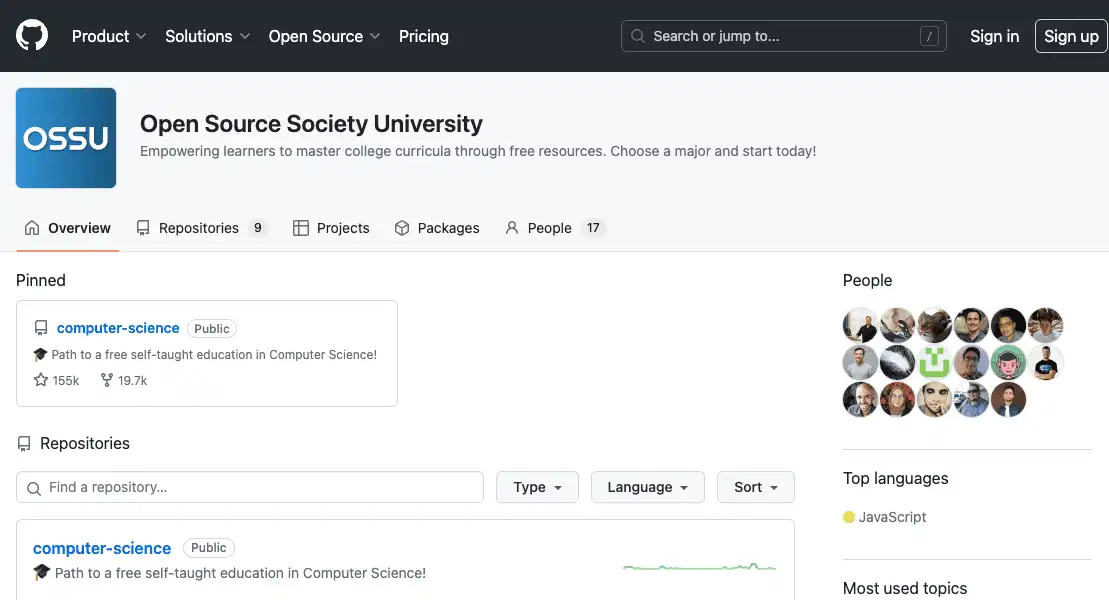 Product Solutions Open Source Pricing Search or jump to... / Sign in Sign up
OSSU
Open Source Society University
Empowering learners to master college curricula through free resources. Choose a major and start today!
Overview Repositories 9 Projects Packages People 17
Pinned
computer-science Public
Path to a free self-taught education in Computer Science!
155k 19.7k
Repositories
Find a repository...
Type Language Sort
computer-science Public
Path to a free self-taught education in Computer Science!
People
Top languages
JavaScript
Most used topics